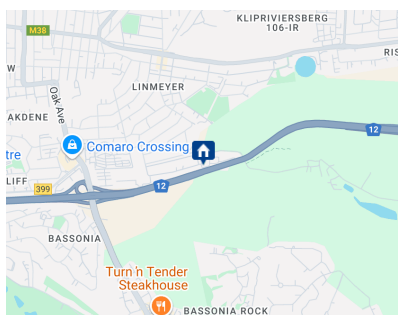 KLIPRIVIERSBERG
106-IR
M38
RIS
W
LINMEYER
Oak Ave
AKDENE
12
Comaro Crossing
tre
LIFF
399
12
BASSONIA
Turn 'n Tender
Steakhouse
BASSONIA ROCK